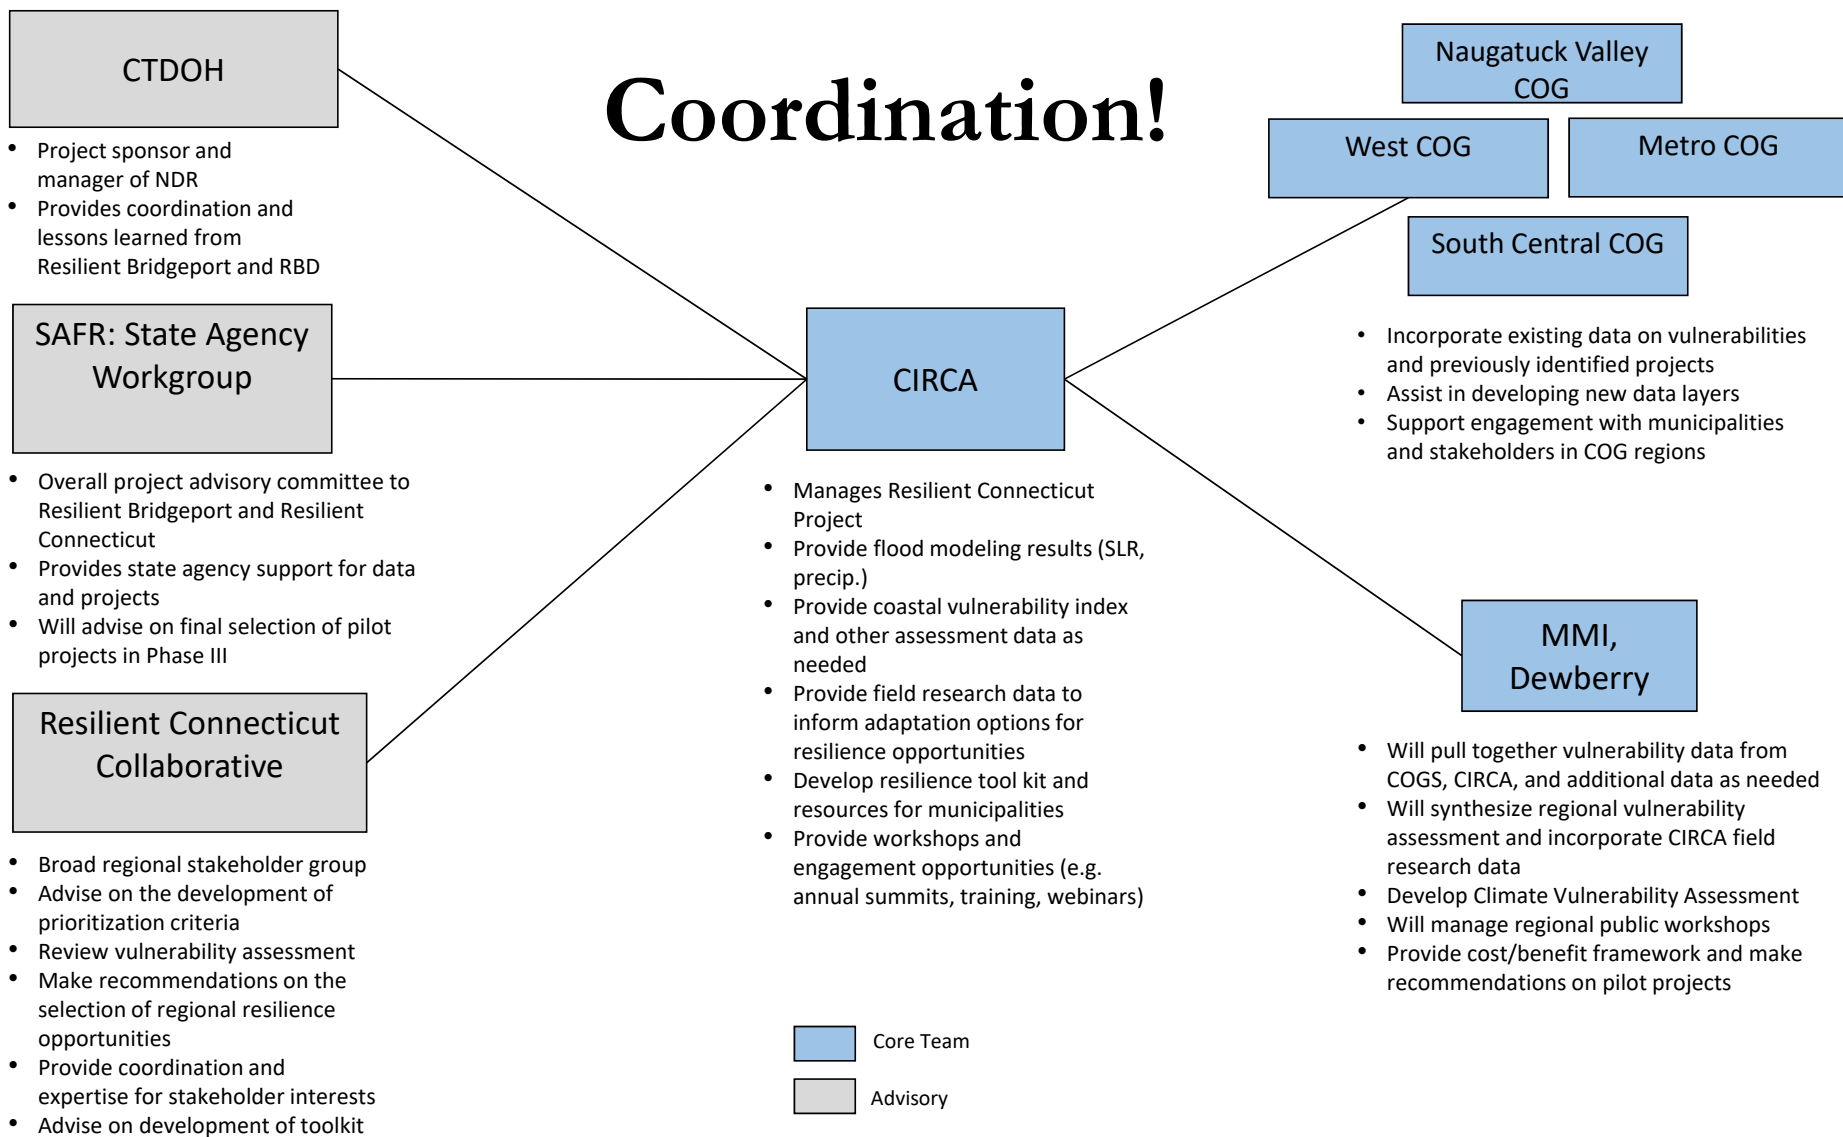 Coordination!
CTDOH
• Project sponsor and
manager of NDR
• Provides coordination and
lessons learned from
Resilient Bridgeport and RBD
SAFR: State Agency
Workgroup
• Overall project advisory committee to
Resilient Bridgeport and Resilient
Connecticut
• Provides state agency support for data
and projects
• Will advise on final selection of pilot
projects in Phase III
Resilient Connecticut
Collaborative
• Broad regional stakeholder group
• Advise on the development of
prioritization criteria
• Review vulnerability assessment
• Make recommendations on the
selection of regional resilience
opportunities
• Provide coordination and
expertise for stakeholder interests
• Advise on development of toolkit
CIRCA
• Manages Resilient Connecticut
Project
• Provide flood modeling results (SLR,
precip.)
• Provide coastal vulnerability index
and other assessment data as
needed
• Provide field research data to
inform adaptation options for
resilience opportunities
• Develop resilience tool kit and
resources for municipalities
• Provide workshops and
engagement opportunities (e.g.
annual summits, training, webinars)
Core Team
Advisory
Naugatuck Valley
COG
West COG
Metro COG
South Central COG
• Incorporate existing data on vulnerabilities
and previously identified projects
• Assist in developing new data layers
• Support engagement with municipalities
and stakeholders in COG regions
MMI,
Dewberry
• Will pull together vulnerability data from
COGS, CIRCA, and additional data as needed
• Will synthesize regional vulnerability
assessment and incorporate CIRCA field
research data
• Develop Climate Vulnerability Assessment
• Will manage regional public workshops
• Provide cost/benefit framework and make
recommendations on pilot projects